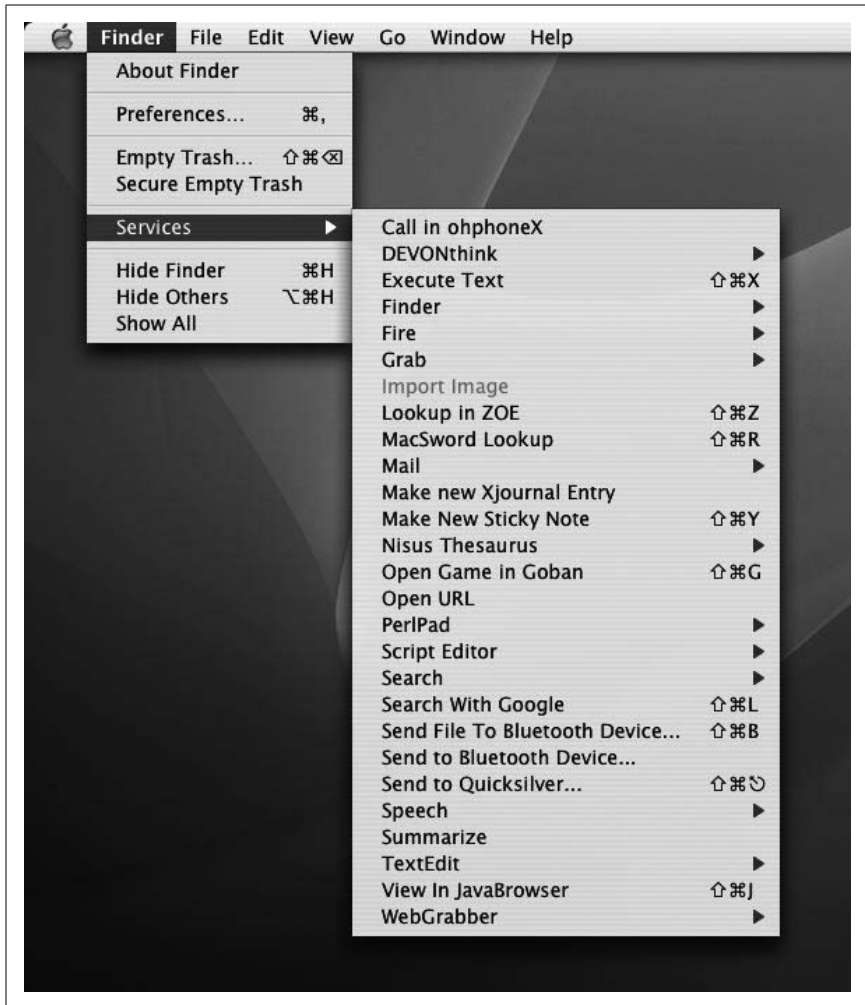 Finder File Edit View Go Window Help
About Finder
Preferences... ⌘,
Empty Trash... ⇧⌘⌫
Secure Empty Trash
Services ▶
Hide Finder ⌘H
Hide Others ⌥⌘H
Show All
Call in ohphoneX
DEVONthink ▶
Execute Text ⇧⌘X
Finder ▶
Fire ▶
Grab ▶
Import Image
Lookup in ZOE ⇧⌘Z
MacSword Lookup ⇧⌘R
Mail ▶
Make new Xjournal Entry
Make New Sticky Note ⇧⌘Y
Nisus Thesaurus ▶
Open Game in Goban ⇧⌘G
Open URL
PerlPad ▶
Script Editor ▶
Search ▶
Search With Google ⇧⌘L
Send File To Bluetooth Device... ⇧⌘B
Send to Bluetooth Device...
Send to Quicksilver... ⇧⌘⎋
Speech ▶
Summarize
TextEdit ▶
View In JavaBrowser ⇧⌘J
WebGrabber ▶